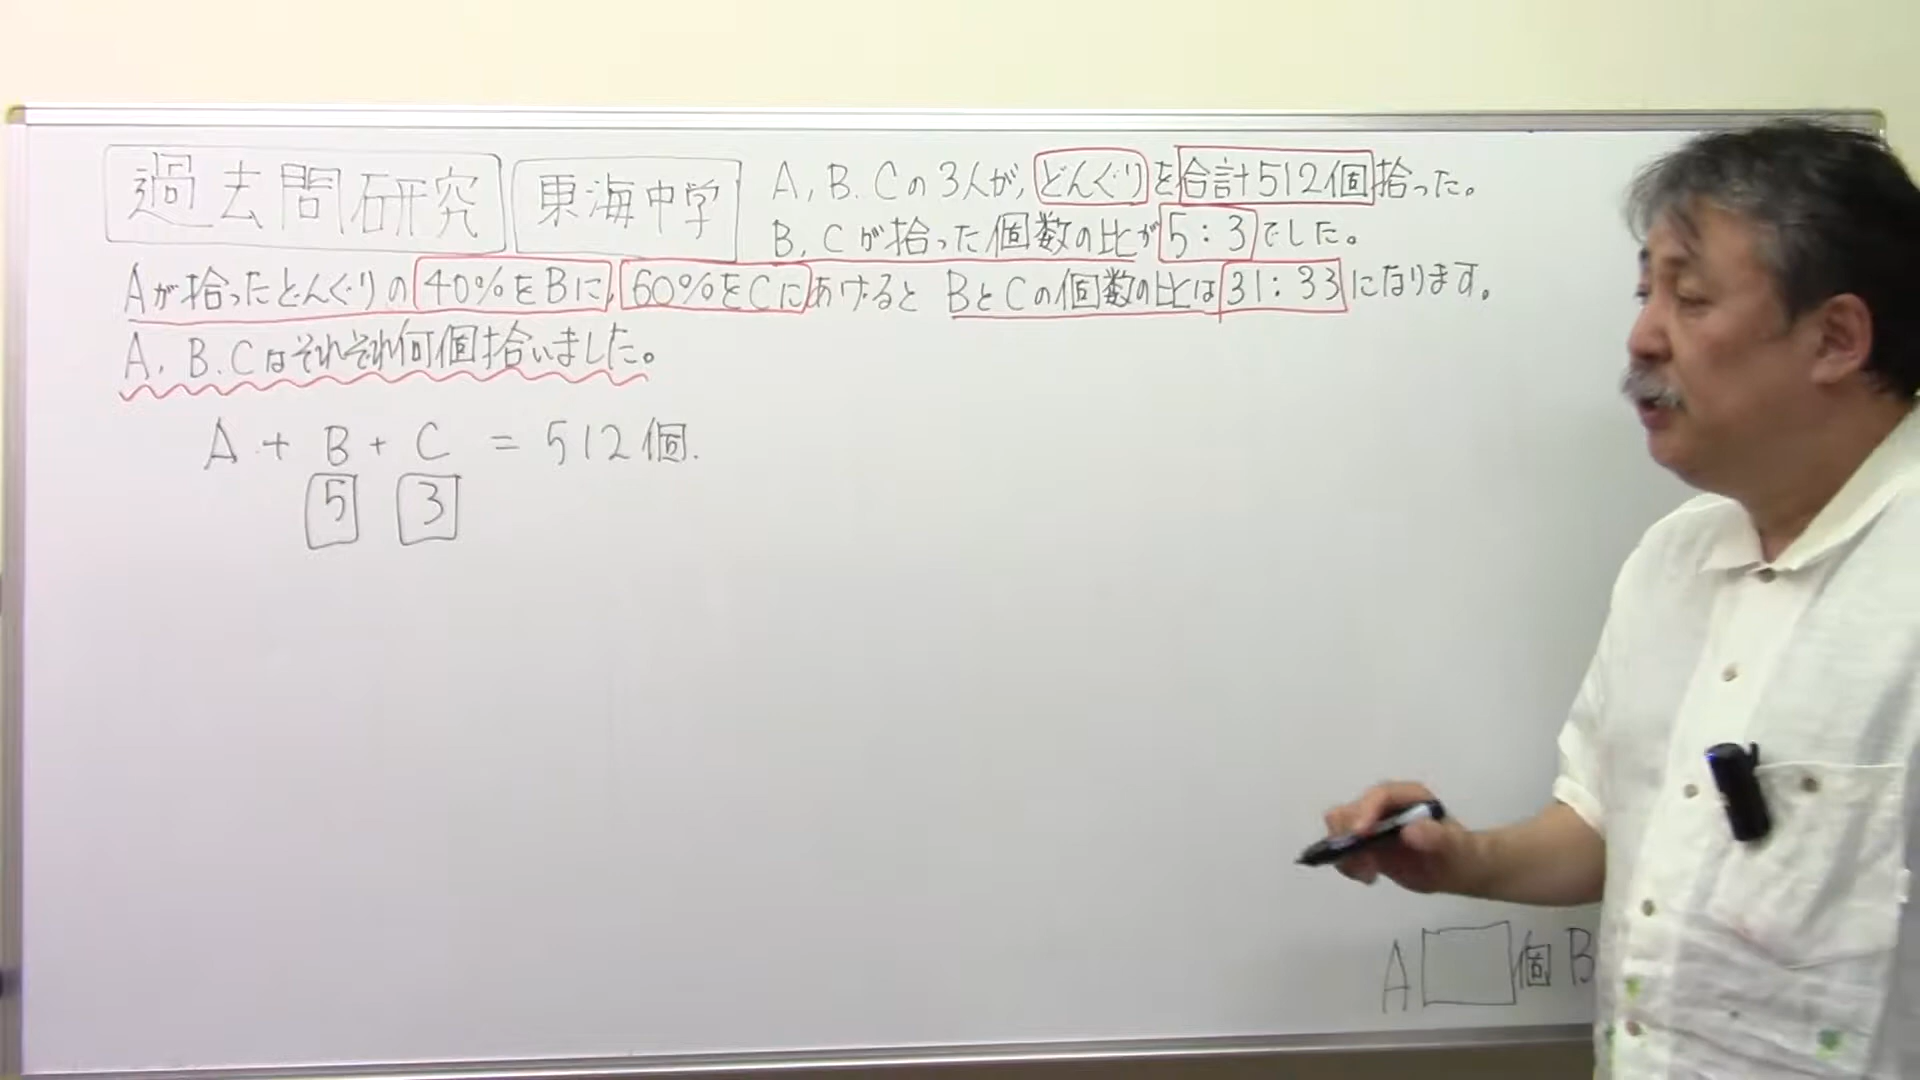 過去問研究 東海中学 A, B. Cの3人が, どんぐりを合計512個拾った。
B, Cが拾った個数の比が5:3でした。
Aが拾ったどんぐりの40%をBに, 60%をCにあげると BとCの個数の比は31:33になります。
A, B.Cはそれぞれ何個拾いました。
A + B + C = 512個.
5 3
A 個 B